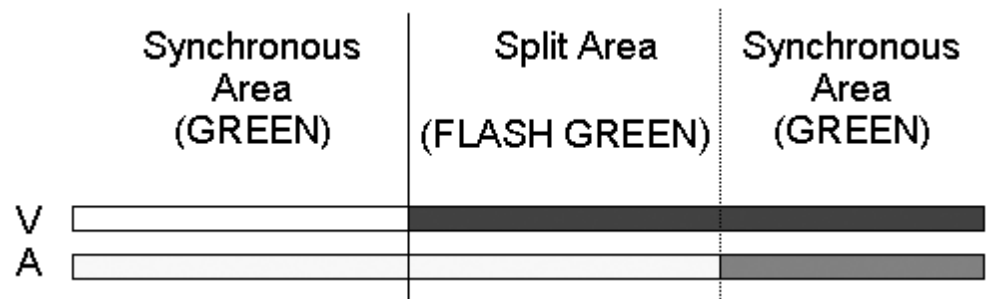 Synchronous
Area
(GREEN)
Split Area
(FLASH GREEN)
Synchronous
Area
(GREEN)
V
A